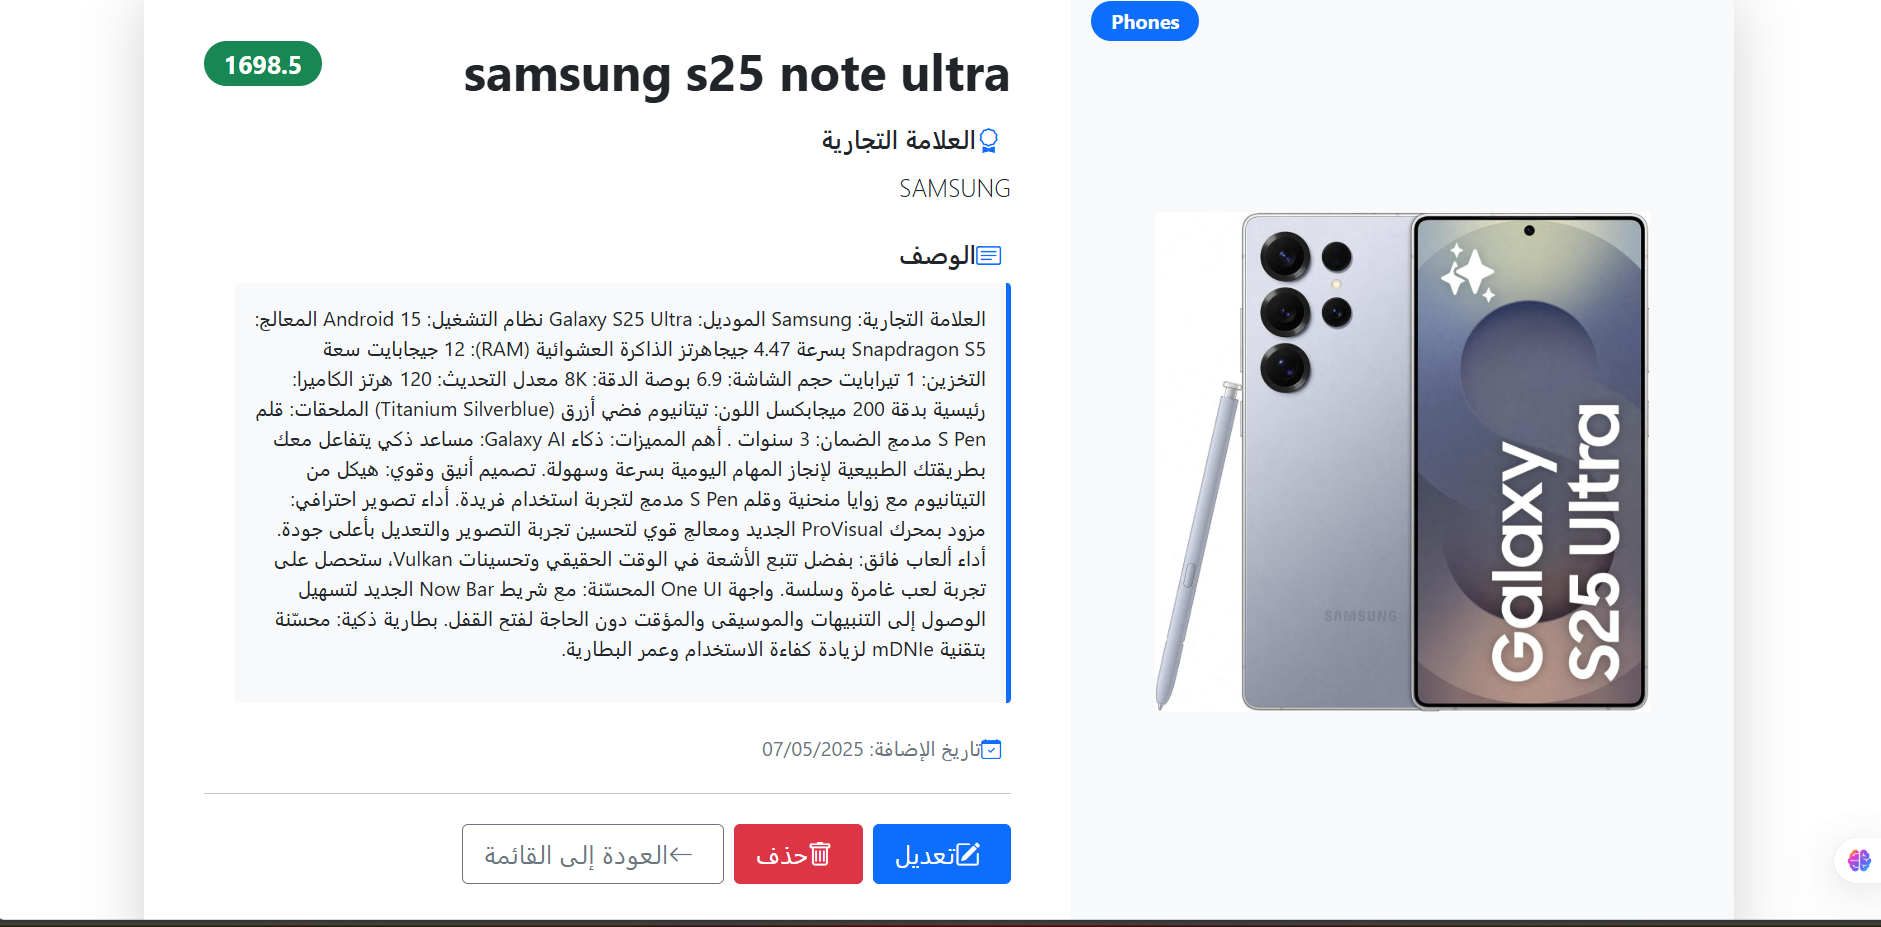 Phones
samsung s25 note ultra
1698.5
العلامة التجارية
SAMSUNG
الوصف
العلامة التجارية: Samsung الموديل: Galaxy S25 Ultra نظام التشغيل: Android 15 المعالج:
Snapdragon S5 بسرعة 4.47 جيجاهرتز الذاكرة العشوائية (RAM): 12 جيجابايت سعة
التخزين: 1 تيرابايت حجم الشاشة: 6.9 بوصة الدقة: 8K معدل التحديث: 120 هرتز الكاميرا:
رئيسية بدقة 200 ميجابكسل اللون: تيتانيوم فضي أزرق (Titanium Silverblue) الملحقات: قلم
S Pen مدمج الضمان: 3 سنوات . أهم المميزات: ذكاء Galaxy AI: مساعد ذكي يتفاعل معك
بطريقتك الطبيعية لإنجاز المهام اليومية بسرعة وسهولة. تصميم أنيق وقوي: هيكل من
التيتانيوم مع زوايا منحنية وقلم S Pen مدمج لتجربة استخدام فريدة. أداء تصوير احترافي:
مزود بمحرك ProVisual الجديد ومعالج قوي لتحسين تجربة التصوير والتعديل بأعلى جودة.
أداء ألعاب فائق: بفضل تتبع الأشعة في الوقت الحقيقي وتحسينات Vulkan، ستحصل على
تجربة لعب غامرة وسلسة. واجهة One UI المحسّنة: مع شريط Now Bar الجديد لتسهيل
الوصول إلى التنبيهات والموسيقى والمؤقت دون الحاجة لفتح القفل. بطارية ذكية: محسّنة
بتقنية mDNIe لزيادة كفاءة الاستخدام وعمر البطارية.
تاريخ الإضافة: 07/05/2025
تعديل
حذف
العودة إلى القائمة
SAMSUNG
Galaxy
S25 Ultra